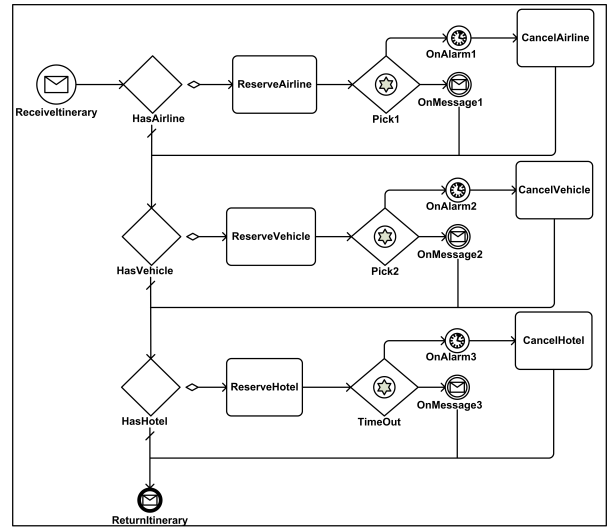 CancelAirline
OnAlarm1
ReserveAirline
ReceiveItinerary
HasAirline
Pick1
OnMessage1
CancelVehicle
OnAlarm2
ReserveVehicle
HasVehicle
Pick2
OnMessage2
CancelHotel
OnAlarm3
ReserveHotel
HasHotel
TimeOut
OnMessage3
ReturnItinerary